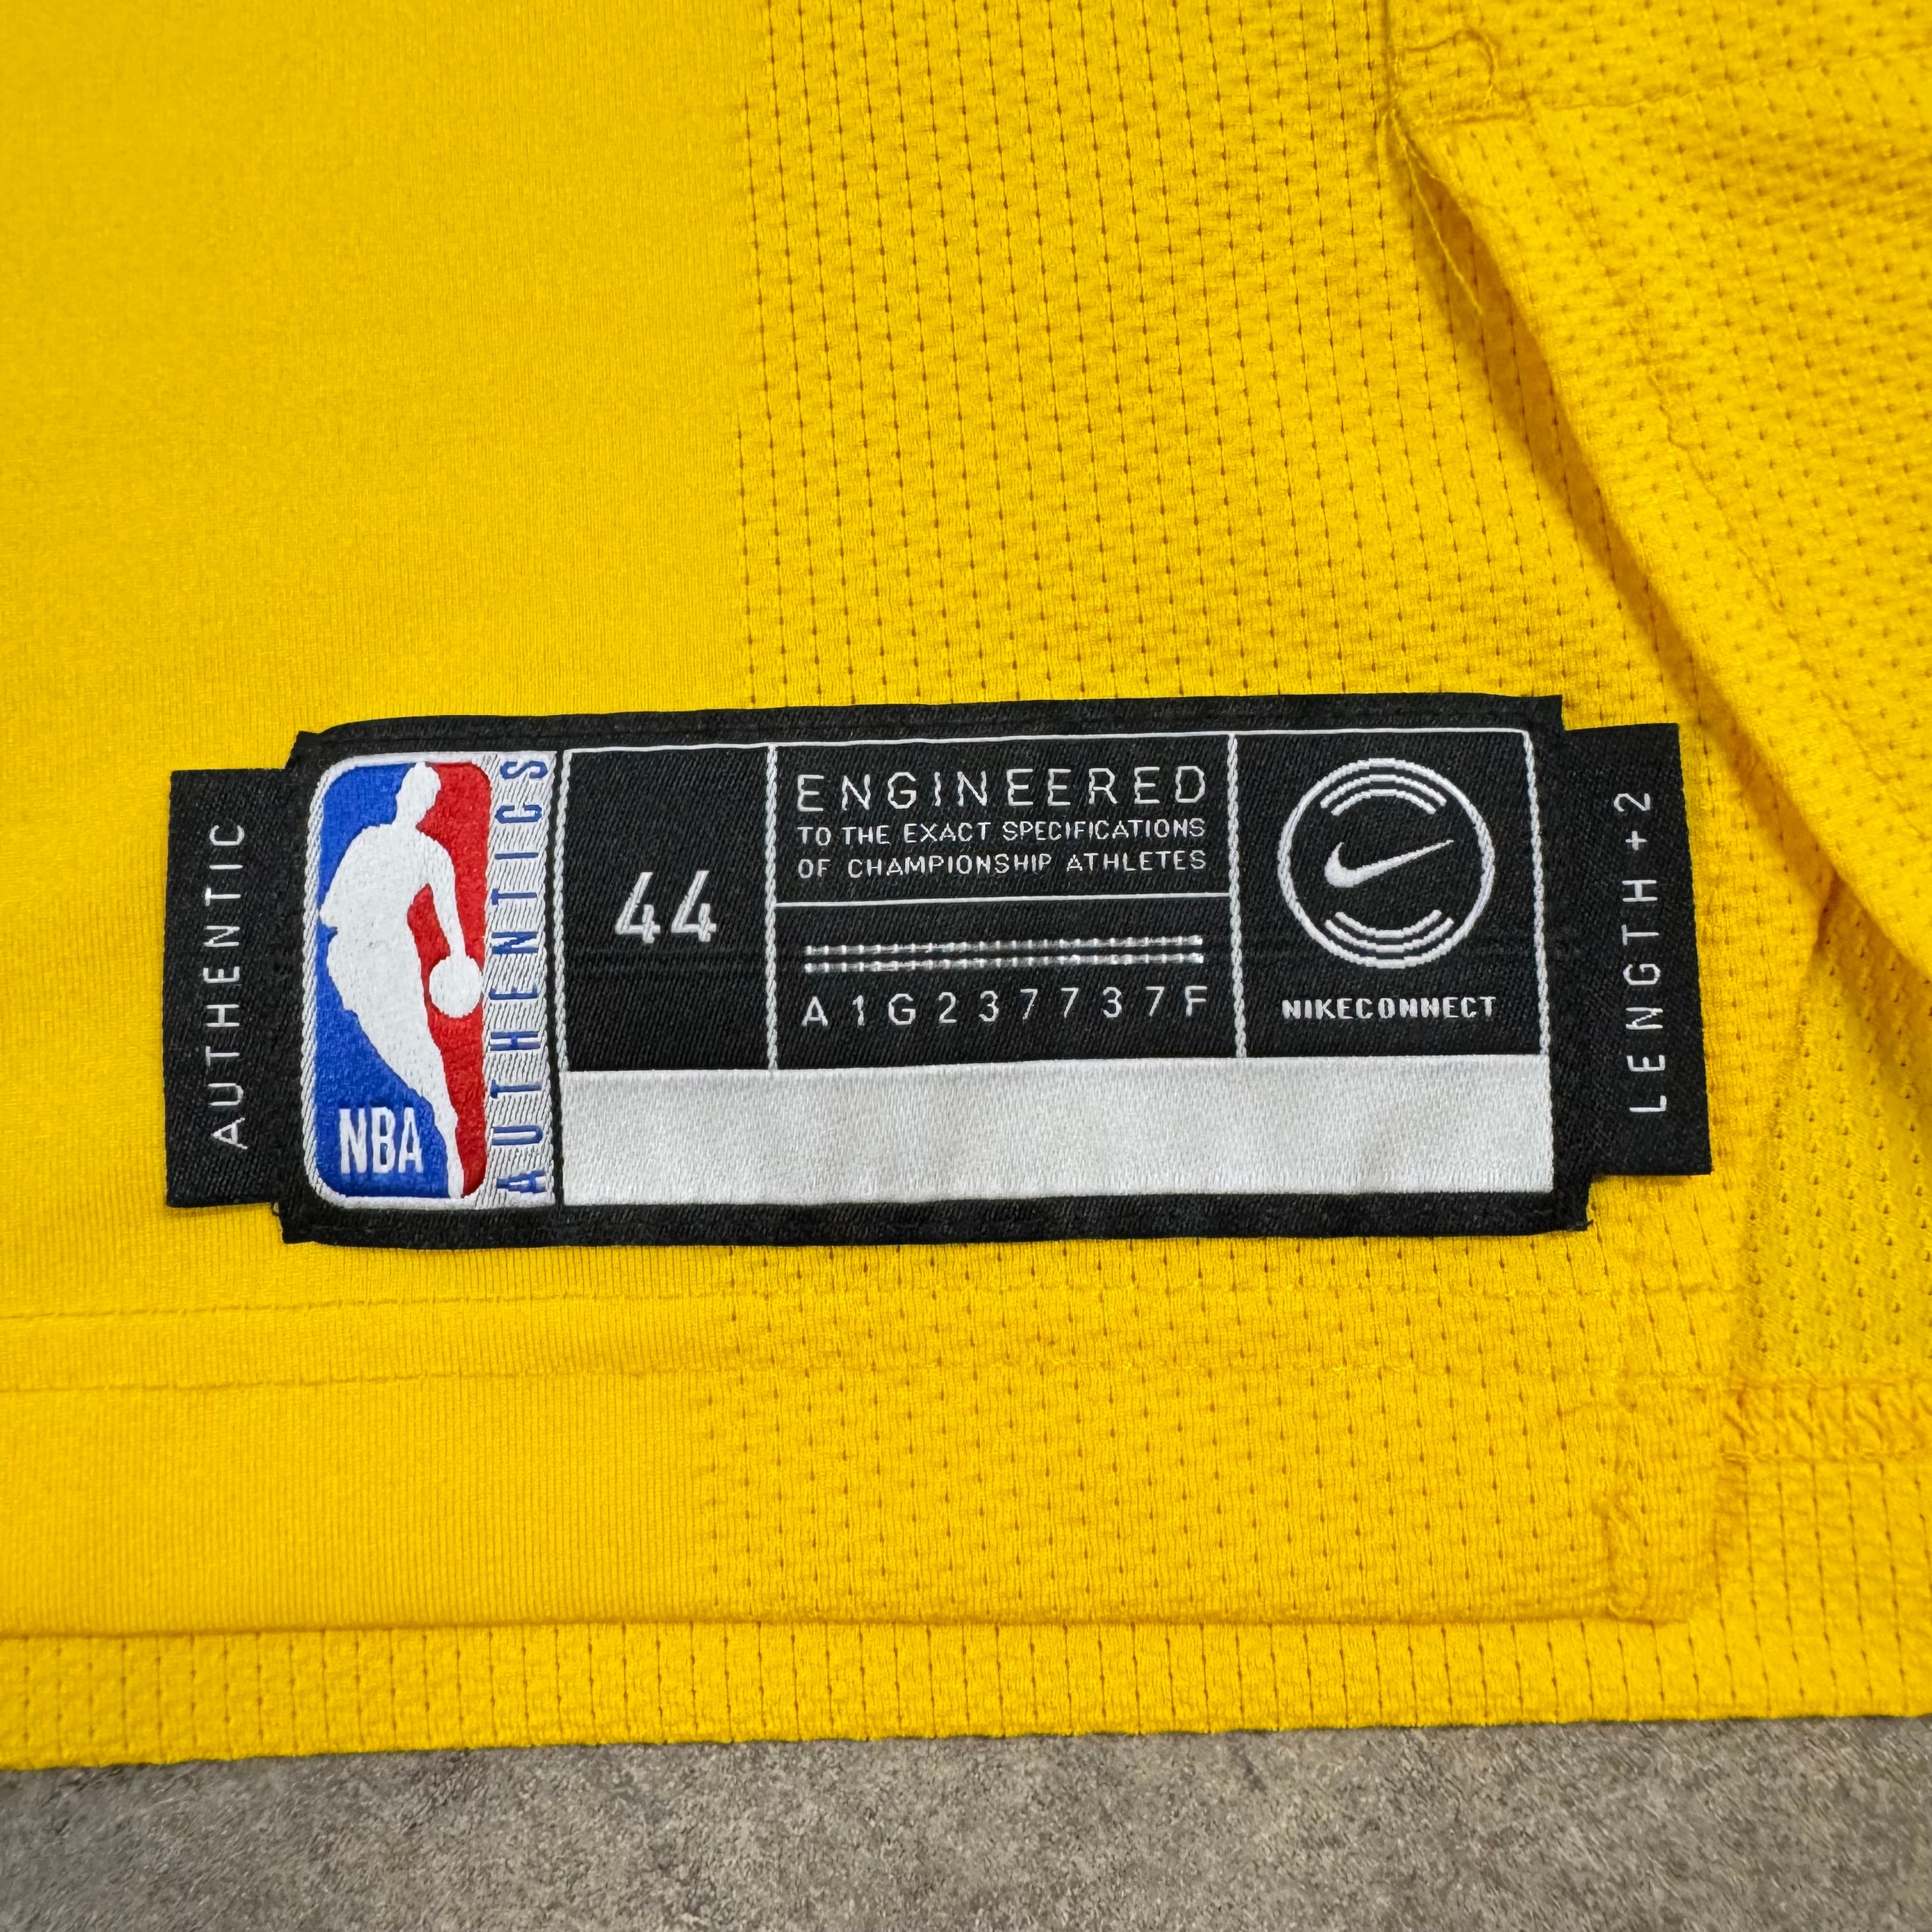 AUTHENTIC
NBA
AUTHENTICS
44
ENGINEERED
TO THE EXACT SPECIFICATIONS
OF CHAMPIONSHIP ATHLETES
A1G237737F
NIKECONNECT
LENGTH +2